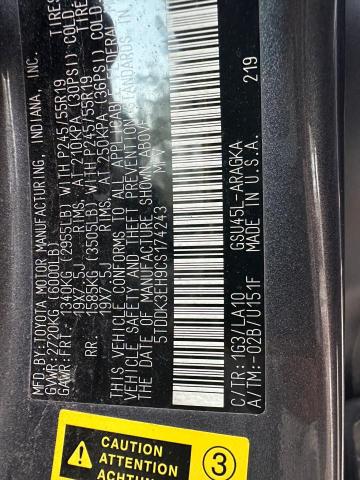 MFD.BY:TOYOTA MOTOR MANUFACTURING, INDIANA, INC.
GVWR:2720KG(6000LB)
GAWR:FRT. 1340KG(2955LB)WITH P245/55R19 TIRES
19X7.5J RIMS, AT 210KPA(30PSI) COLD
RR. 1585KG(3505LB)WITH P245/55R19 TIRES
19X7.5J RIMS, AT 250KPA(36PSI) COLD
THIS VEHICLE CONFORMS TO ALL APPLICABLE FEDERAL
MOTOR VEHICLE SAFETY AND THEFT PREVENTION STANDARDS IN
EFFECT ON THE DATE OF MANUFACTURE SHOWN ABOVE.
5TDDK3EH9GS174243 M.P.V.
C/TR:1G3/LA10 GSU45L-ARAGKA 219
A/TM:-02B/U151F MADE IN U.S.A.
CAUTION
ATTENTION
ACHTUNG
3